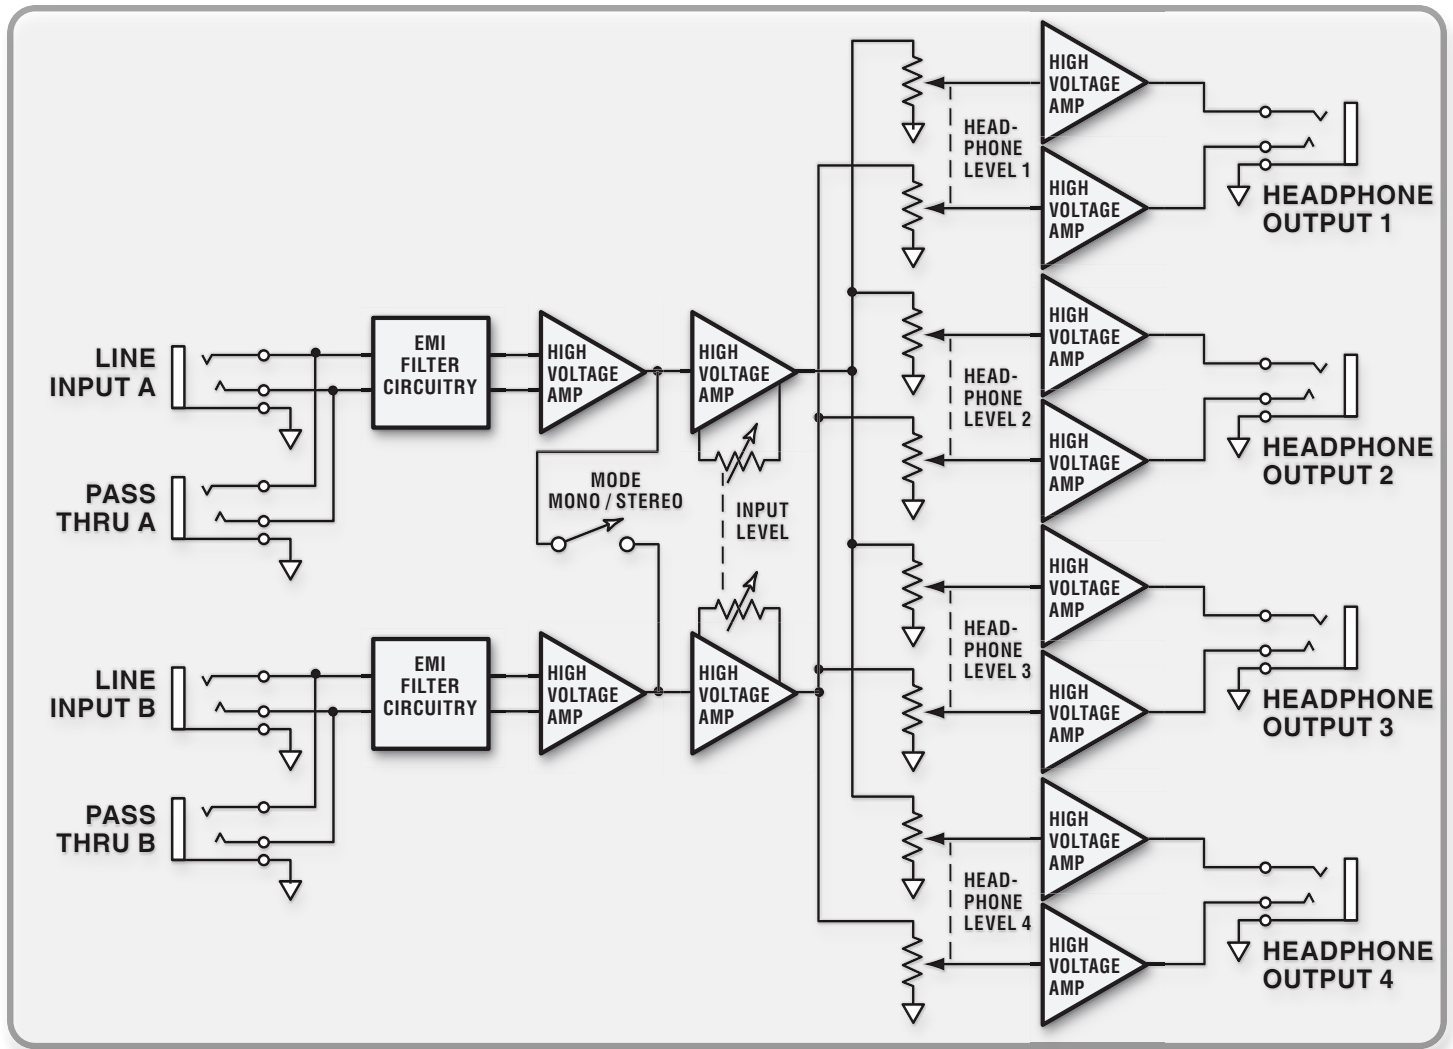 LINE
INPUT A
PASS
THRU A
LINE
INPUT B
PASS
THRU B
EMI
FILTER
CIRCUITRY
EMI
FILTER
CIRCUITRY
HIGH
VOLTAGE
AMP
HIGH
VOLTAGE
AMP
MODE
MONO / STEREO
INPUT
LEVEL
HIGH
VOLTAGE
AMP
HIGH
VOLTAGE
AMP
HEAD-
PHONE
LEVEL 1
HIGH
VOLTAGE
AMP
HIGH
VOLTAGE
AMP
HEADPHONE
OUTPUT 1
HEAD-
PHONE
LEVEL 2
HIGH
VOLTAGE
AMP
HIGH
VOLTAGE
AMP
HEADPHONE
OUTPUT 2
HEAD-
PHONE
LEVEL 3
HIGH
VOLTAGE
AMP
HIGH
VOLTAGE
AMP
HEADPHONE
OUTPUT 3
HEAD-
PHONE
LEVEL 4
HIGH
VOLTAGE
AMP
HIGH
VOLTAGE
AMP
HEADPHONE
OUTPUT 4